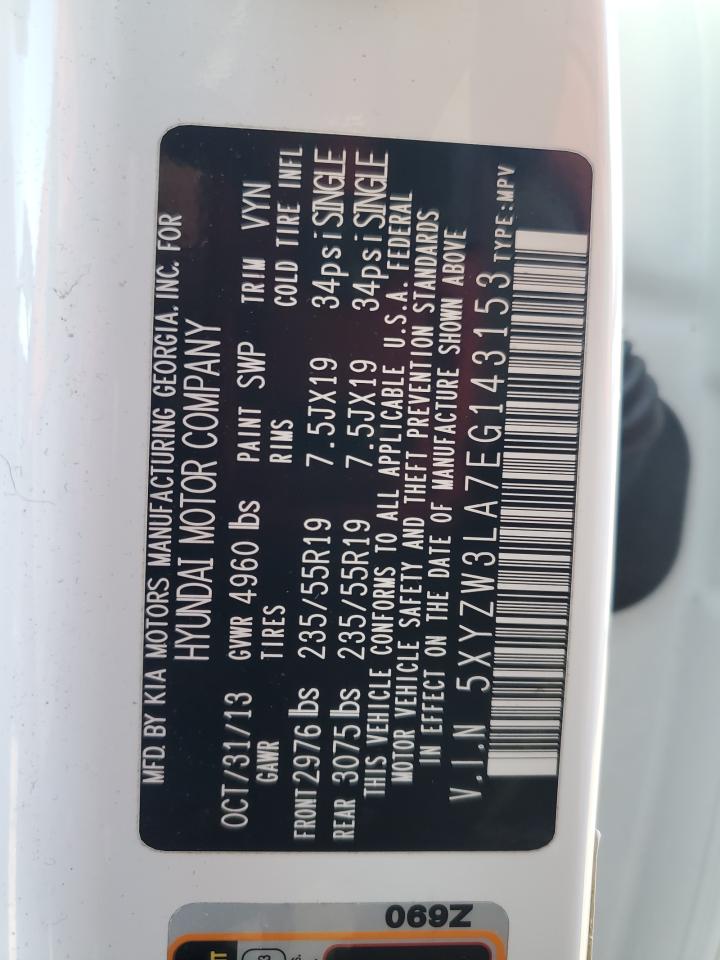 MFD. BY KIA MOTORS MANUFACTURING GEORGIA, INC. FOR
HYUNDAI MOTOR COMPANY
OCT/31/13 GVWR 4960 lbs PAINT SWP TRIM VYN
GAWR TIRES RIMS COLD TIRE INFL
FRONT 2976 lbs 235/55R19 7.5JX19 34psi SINGLE
REAR 3075 lbs 235/55R19 7.5JX19 34psi SINGLE
THIS VEHICLE CONFORMS TO ALL APPLICABLE U.S.A. FEDERAL
MOTOR VEHICLE SAFETY AND THEFT PREVENTION STANDARDS
IN EFFECT ON THE DATE OF MANUFACTURE SHOWN ABOVE
V.I.N 5XYZW3LA7EG143153 TYPE:MPV
069Z